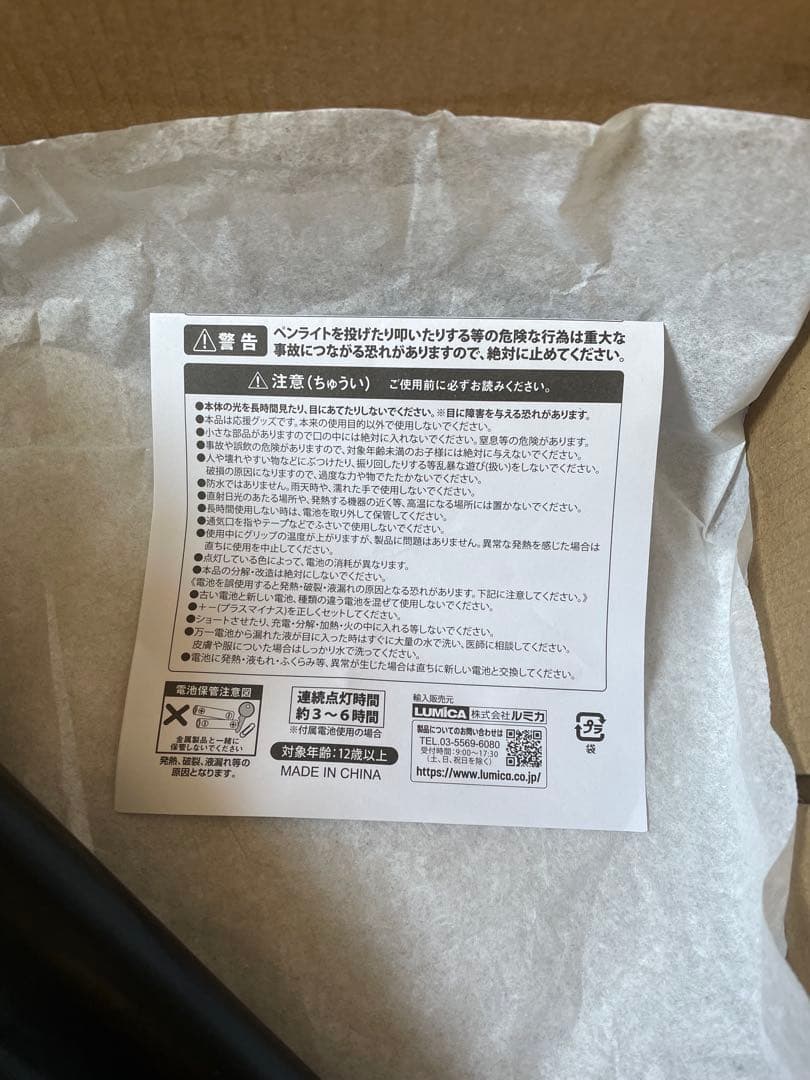 警告 ペンライトを投げたり叩いたりする等の危険な行為は重大な
事故につながる恐れがありますので、絶対に止めてください。
注意(ちゅうい) ご使用前に必ずお読みください。
●本体の光を長時間見たり、目にあてたりしないでください。※目に障害を与える恐れがあります。
●本品は応援グッズです。本来の使用目的以外で使用しないでください。
●小さな部品がありますので口の中には絶対に入れないでください。窒息等の危険があります。
●事故や誤飲の危険がありますので、対象年齢未満のお子様には絶対に与えないでください。
●人や壊れやすい物などにぶつけたり、振り回したりする等乱暴な遊び(扱い)をしないでください。
破損の原因になりますので、過度な力や物でたたかないでください。
●防水ではありません。雨天時や、濡れた手で使用しないでください。
●直射日光のあたる場所や、発熱する機器の近く等、高温になる場所には置かないでください。
●長時間使用しない時は、電池を取り外して保管してください。
●通気口を指やテープなどでふさいで使用しないでください。
●使用中にグリップの温度が上がりますが、製品に問題はありません。異常な発熱を感じた場合は
直ちに使用を中止してください。
●点灯している色によって、電池の消耗が異なります。
●本品の分解・改造は絶対にしないでください。
《電池を誤使用すると発熱・破裂・液漏れの原因となる恐れがあります。下記に注意してください。》
●古い電池と新しい電池、種類の違う電池を混ぜて使用しないでください。
●+−(プラスマイナス)を正しくセットしてください。
●ショートさせたり、充電・分解・加熱・火の中に入れる等しないでください。
●万一電池から漏れた液が目に入った時はすぐに大量の水で洗い、医師に相談してください。
皮膚や服についた場合はしっかり水で洗ってください。
●電池に発熱・液もれ・ふくらみ等、異常が生じた場合は直ちに新しい電池と交換してください。
電池保管注意図
金属製品と一緒に
保管しないでください
発熱、破裂、液漏れ等の
原因となります。
連続点灯時間
約3〜6時間
※付属電池使用の場合
対象年齢:12歳以上
MADE IN CHINA
輸入販売元
LUMICA 株式会社ルミカ
製品についてのお問い合わせは
TEL.03-5569-6080
受付時間:9:00〜17:30
(土、日、祝日を除く)
https://www.lumica.co.jp/
プラ
袋